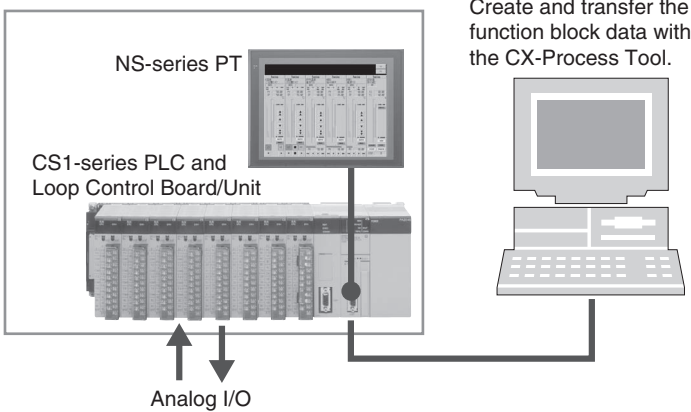 Create and transfer the
function block data with
the CX-Process Tool.
NS-series PT
CS1-series PLC and
Loop Control Board/Unit
Analog I/O